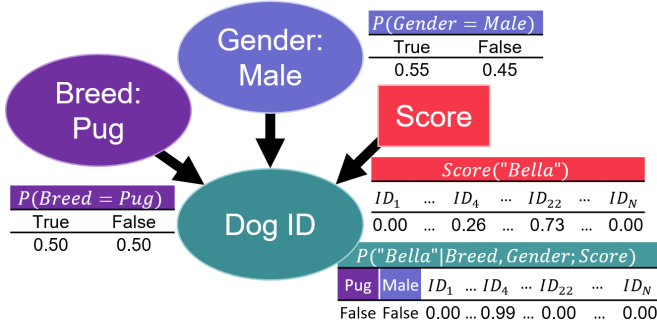 Breed:
Pug
Gender:
Male
P(Gender = Male)
True False
0.55 0.45
Score
P(Breed = Pug)
True False
0.50 0.50
Dog ID
Score("Bella")
ID₁ ... ID₄ ... ID₂₂ ... ID_N
0.00 ... 0.26 ... 0.73 ... 0.00
P("Bella"|Breed, Gender; Score)
Pug Male ID₁ ... ID₄ ... ID₂₂ ... ID_N
False False 0.00 ... 0.99 ... 0.00 ... 0.00